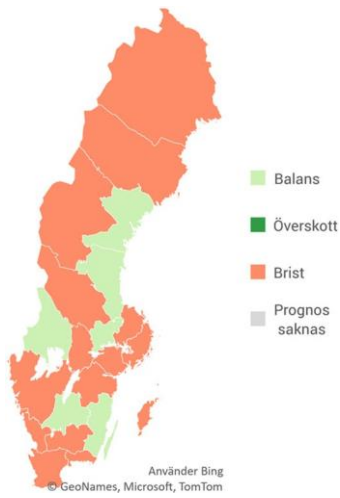 Balans
Överskott
Brist
Prognos
saknas
Använder Bing
© GeoNames, Microsoft, TomTom